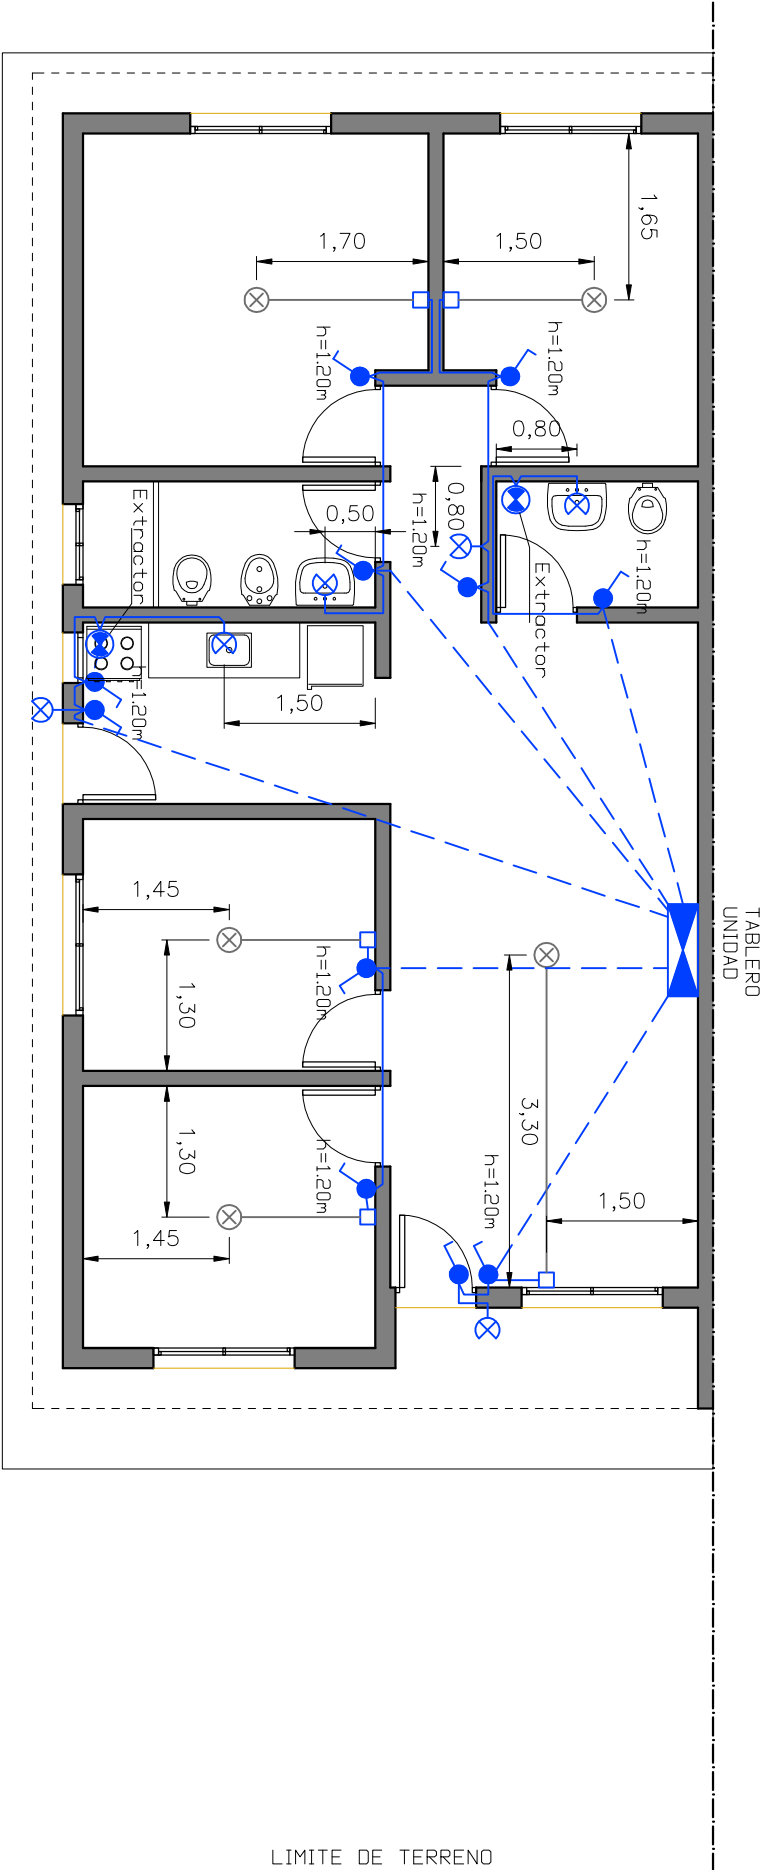 1,65
1,70
1,50
h=1.20m
h=1.20m
0,80
Extractor
0,50
h=1.20m
0,80
h=1.20m
Extractor
h=1.20m
1,50
TABLERO
UNIDAD
1,45
h=1.20m
1,30
3,30
1,30
h=1.20m
h=1.20m
1,50
1,45
LIMITE DE TERRENO